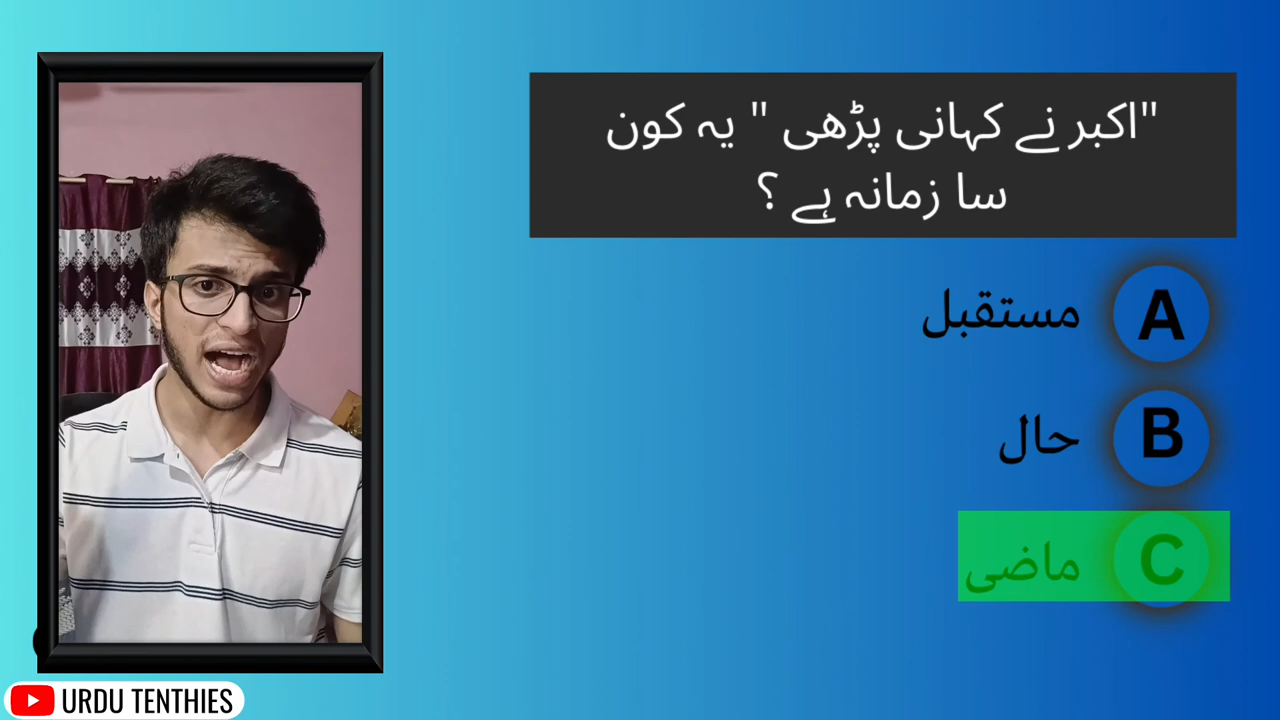 "اکبر نے کہانی پڑھی " یہ کون
سا زمانہ ہے ؟
A مستقبل
B حال
C ماضی
URDU TENTHIES